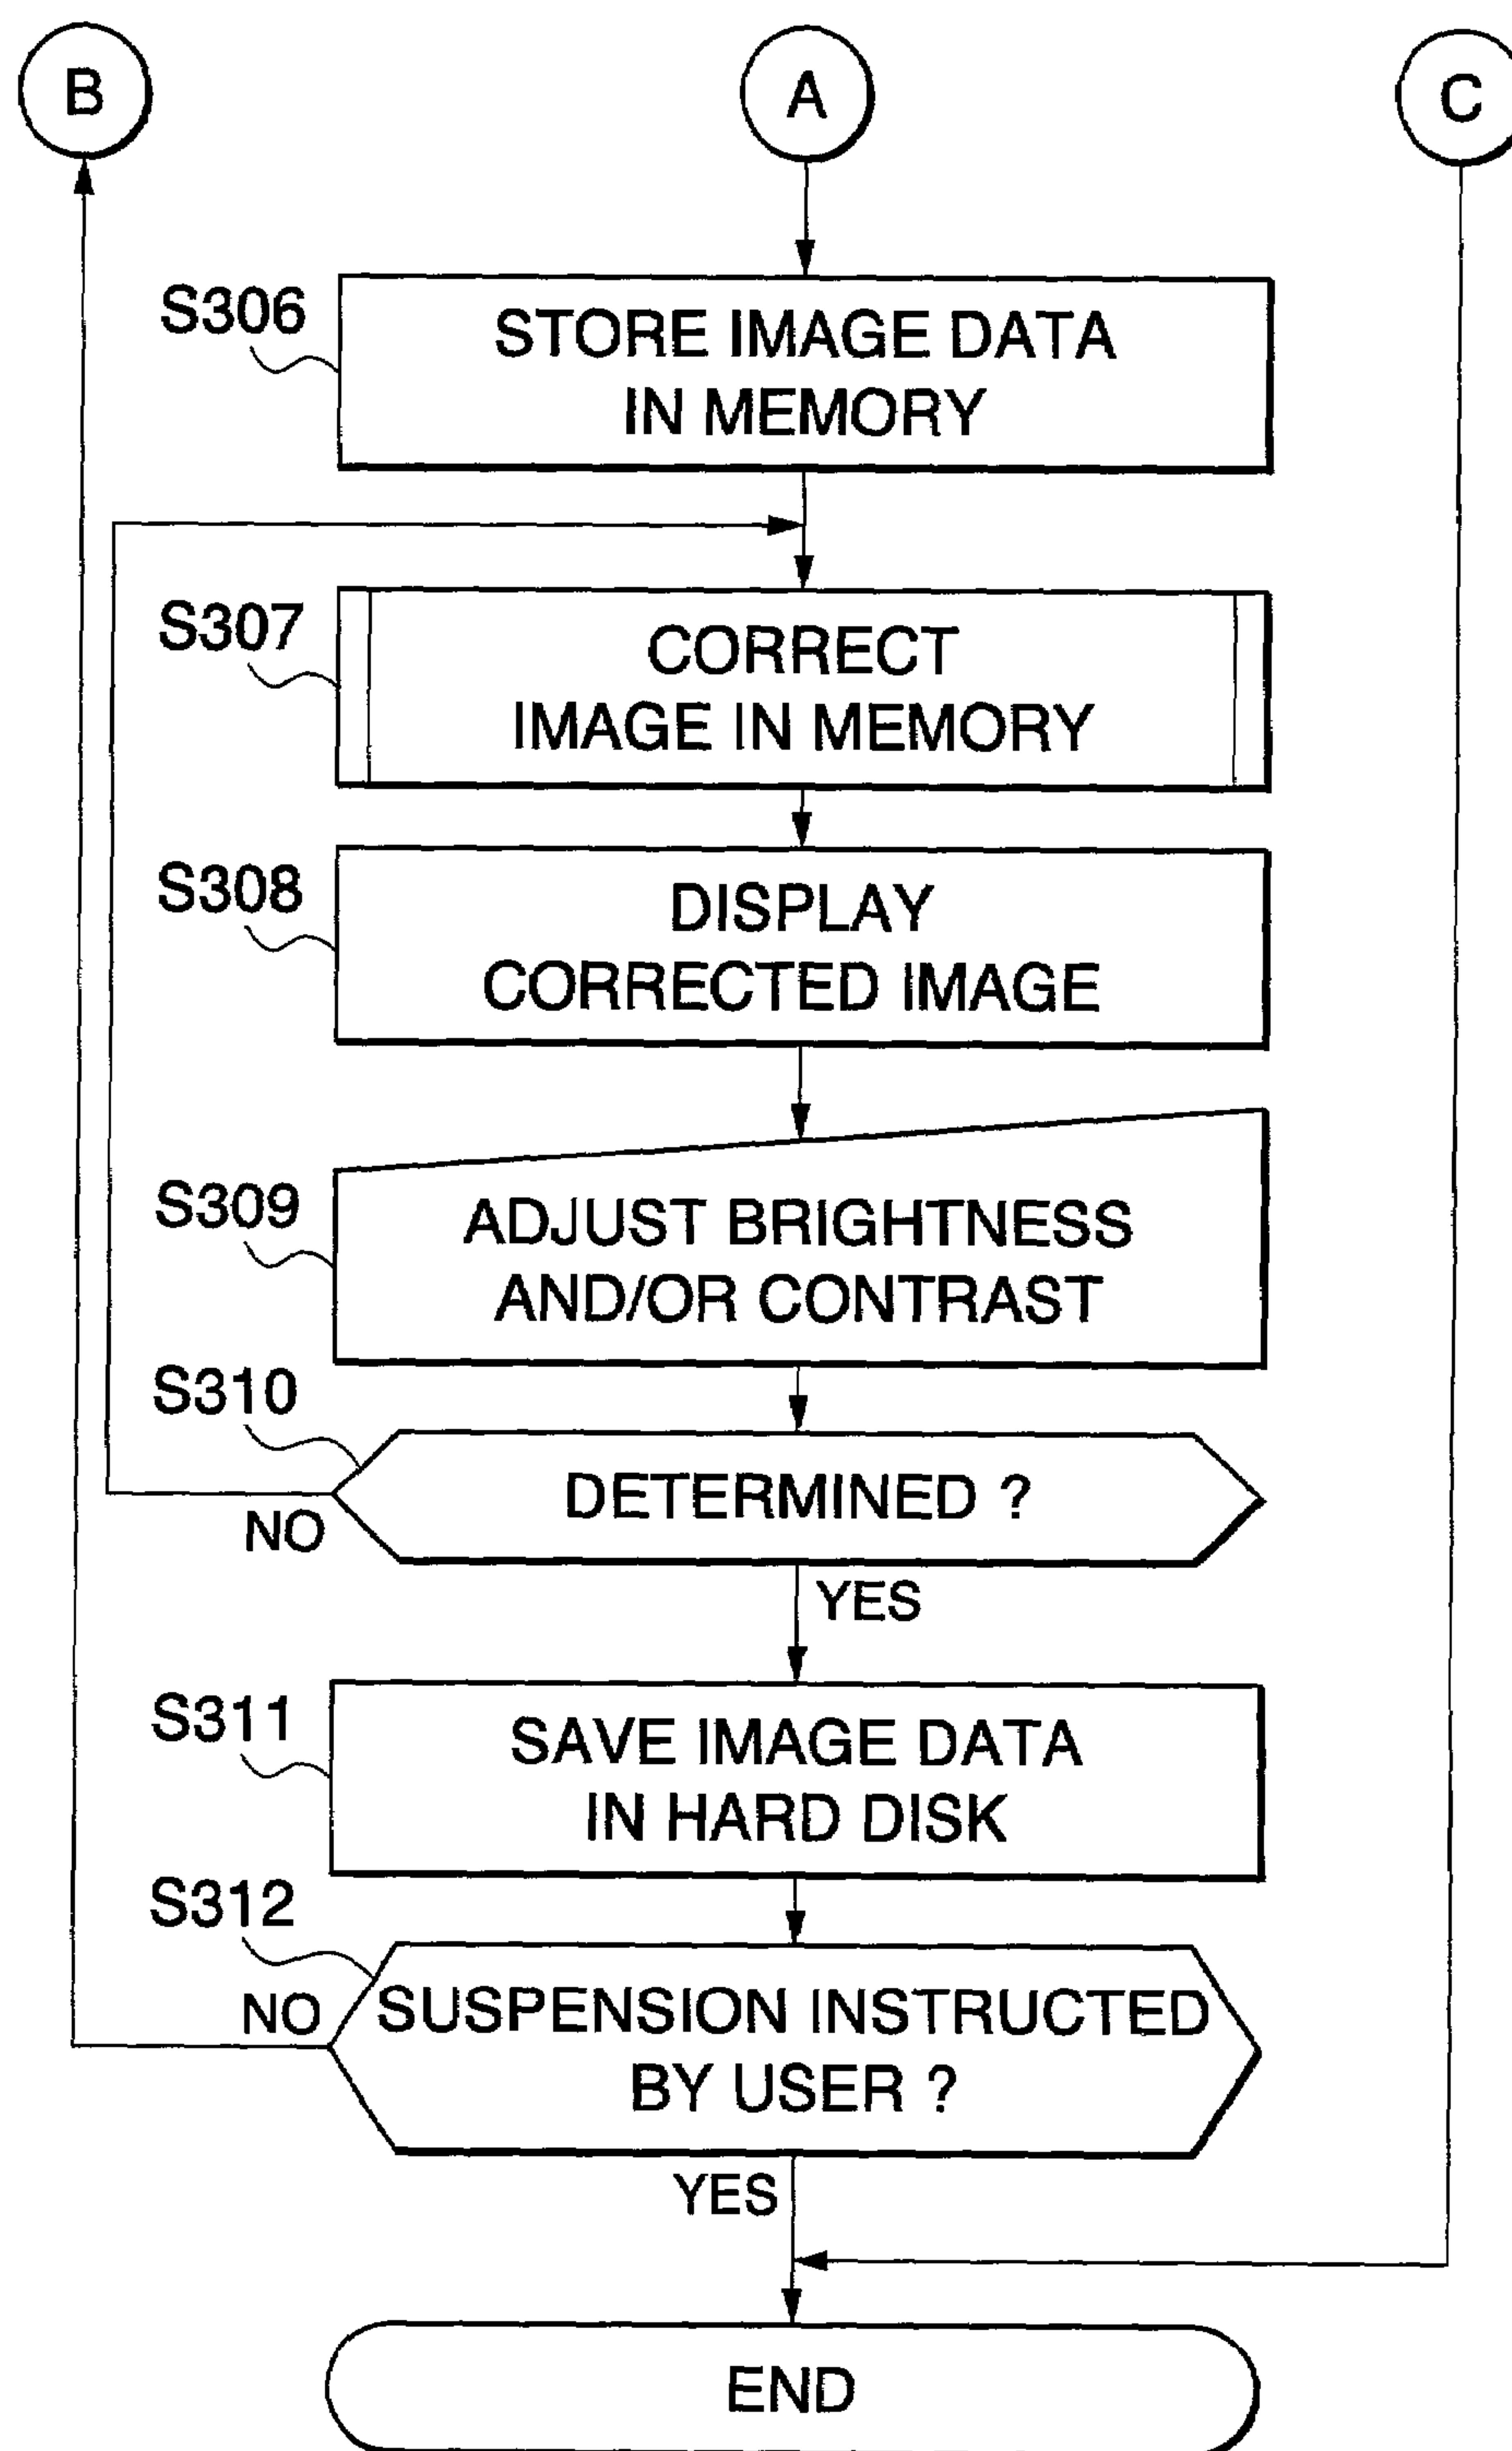 B
A
C
S306
STORE IMAGE DATA
IN MEMORY
S307
CORRECT
IMAGE IN MEMORY
S308
DISPLAY
CORRECTED IMAGE
S309
ADJUST BRIGHTNESS
AND/OR CONTRAST
S310
DETERMINED ?
NO
YES
S311
SAVE IMAGE DATA
IN HARD DISK
S312
NO
SUSPENSION INSTRUCTED
BY USER ?
YES
END